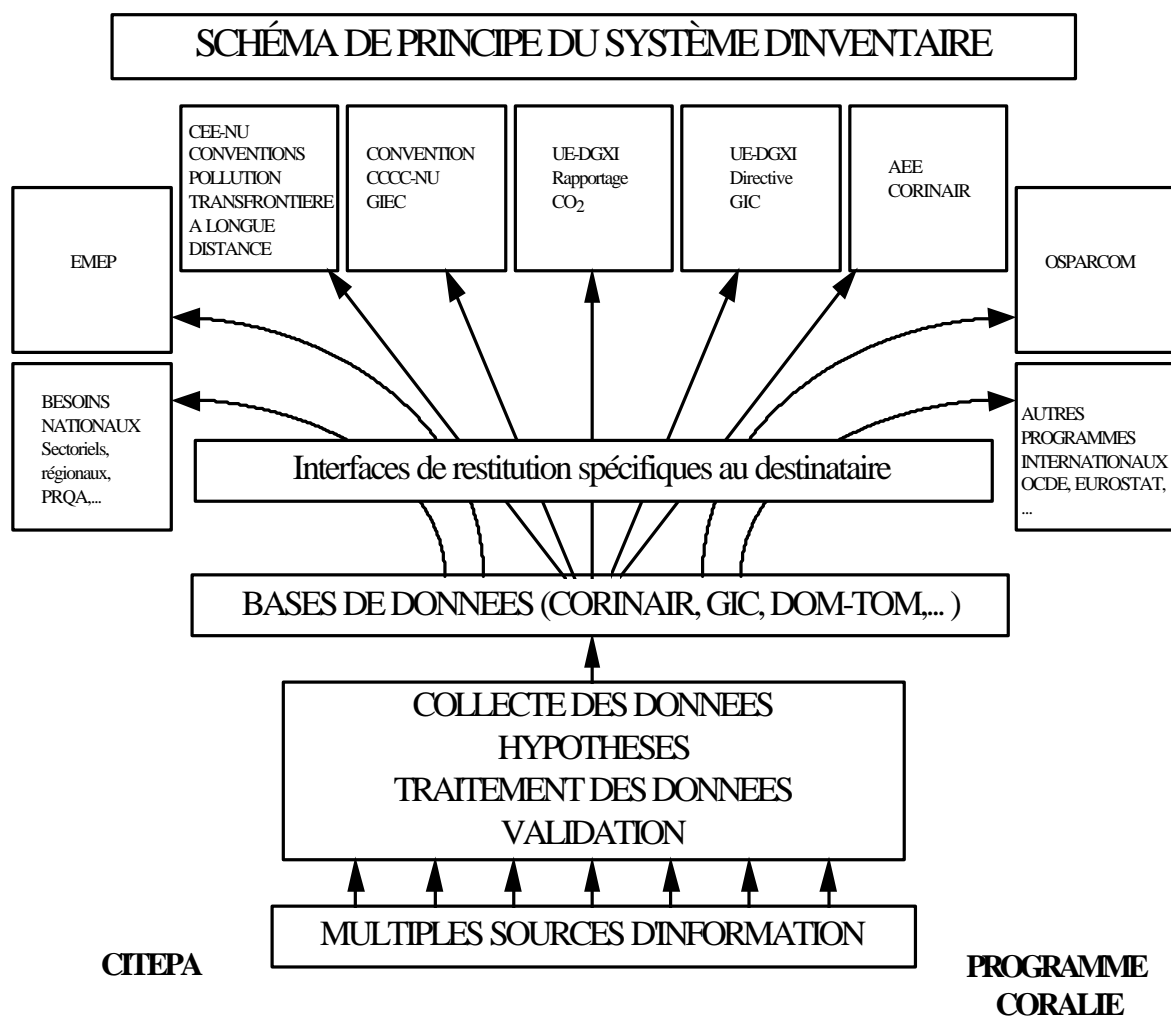 SCHÉMA DE PRINCIPE DU SYSTÈME D'INVENTAIRE
CEE-NU
CONVENTIONS
POLLUTION
TRANSFRONTIERE
A LONGUE
DISTANCE
CONVENTION
CCCC-NU
GIEC
UE-DGXI
Rapportage
CO2
UE-DGXI
Directive
GIC
AEE
CORINAIR
EMEP
OSPARCOM
BESOINS
NATIONAUX
Sectoriels,
régionaux,
PRQA,...
AUTRES
PROGRAMMES
INTERNATIONAUX
OCDE, EUROSTAT,
...
Interfaces de restitution spécifiques au destinataire
BASES DE DONNEES (CORINAIR, GIC, DOM-TOM,... )
COLLECTE DES DONNEES
HYPOTHESES
TRAITEMENT DES DONNEES
VALIDATION
MULTIPLES SOURCES D'INFORMATION
CITEPA
PROGRAMME
CORALIE